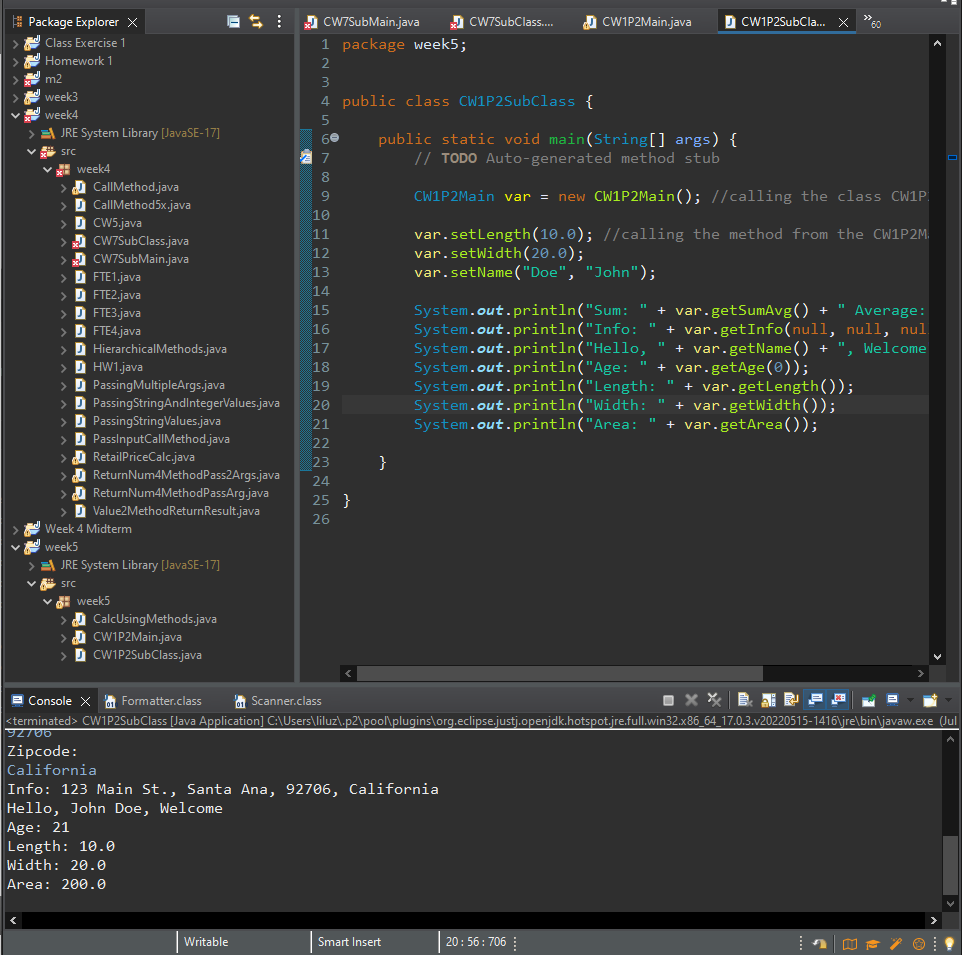 Package Explorer
CW7SubMain.java
CW7SubClass....
CW1P2Main.java
CW1P2SubCla...
»60
Class Exercise 1
Homework 1
m2
week3
week4
JRE System Library [JavaSE-17]
src
week4
CallMethod.java
CallMethod5x.java
CW5.java
CW7SubClass.java
CW7SubMain.java
FTE1.java
FTE2.java
FTE3.java
FTE4.java
HierarchicalMethods.java
HW1.java
PassingMultipleArgs.java
PassingStringAndIntegerValues.java
PassingStringValues.java
PassInputCallMethod.java
RetailPriceCalc.java
ReturnNum4MethodPass2Args.java
ReturnNum4MethodPassArg.java
Value2MethodReturnResult.java
Week 4 Midterm
week5
JRE System Library [JavaSE-17]
src
week5
CalcUsingMethods.java
CW1P2Main.java
CW1P2SubClass.java
1 package week5;
2
3
4 public class CW1P2SubClass {
5
6     public static void main(String[] args) {
7         // TODO Auto-generated method stub
8
9         CW1P2Main var = new CW1P2Main(); //calling the class CW1P
10
11         var.setLength(10.0); //calling the method from the CW1P2M
12         var.setWidth(20.0);
13         var.setName("Doe", "John");
14
15         System.out.println("Sum: " + var.getSumAvg() + " Average:
16         System.out.println("Info: " + var.getInfo(null, null, nul
17         System.out.println("Hello, " + var.getName() + ", Welcome
18         System.out.println("Age: " + var.getAge(0));
19         System.out.println("Length: " + var.getLength());
20         System.out.println("Width: " + var.getWidth());
21         System.out.println("Area: " + var.getArea());
22
23     }
24
25 }
26
Console
Formatter.class
Scanner.class
<terminated> CW1P2SubClass [Java Application] C:\Users\liluz\.p2\pool\plugins\org.eclipse.justj.openjdk.hotspot.jre.full.win32.x86_64_17.0.3.v20220515-1416\jre\bin\javaw.exe (Jul
92706
Zipcode:
California
Info: 123 Main St., Santa Ana, 92706, California
Hello, John Doe, Welcome
Age: 21
Length: 10.0
Width: 20.0
Area: 200.0
Writable
Smart Insert
20 : 56 : 706